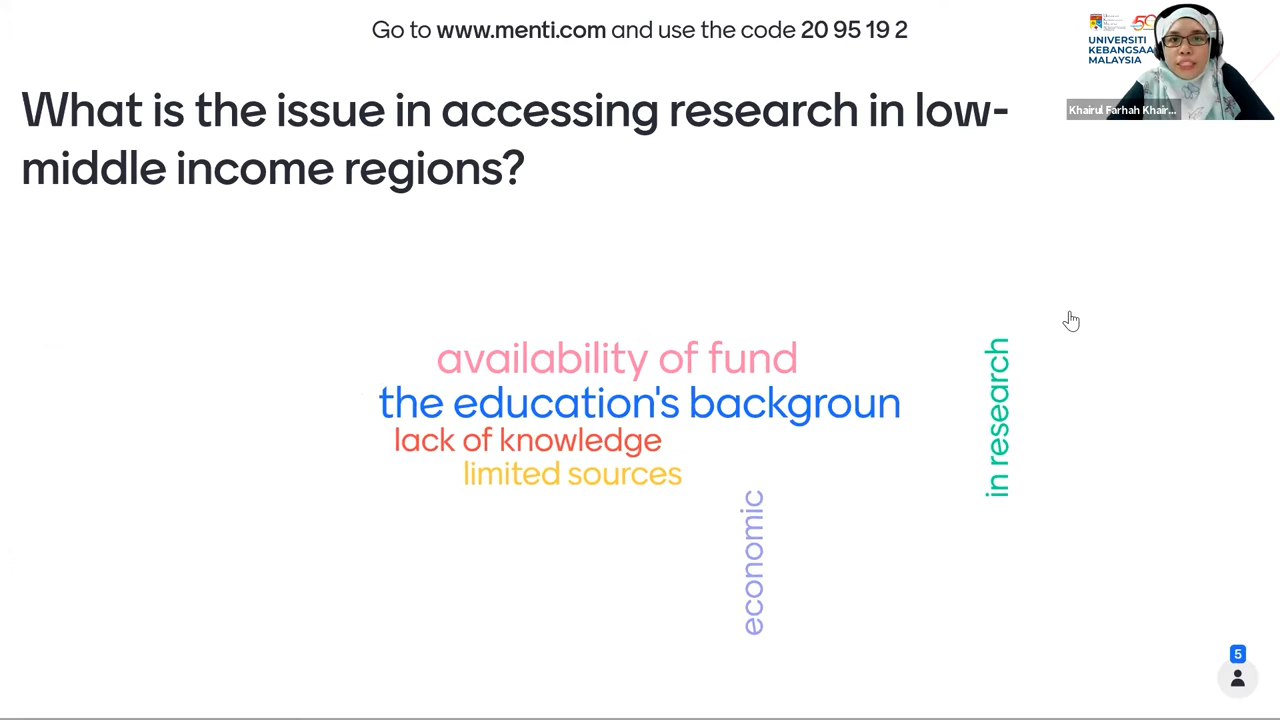 Go to www.menti.com and use the code 20 95 19 2
UNIVERSITI
KEBANGSAA
MALAYSIA
Khairul Farhah Khair...
What is the issue in accessing research in low-
middle income regions?
availability of fund
the education's backgroun
lack of knowledge
limited sources
economic
in research
5